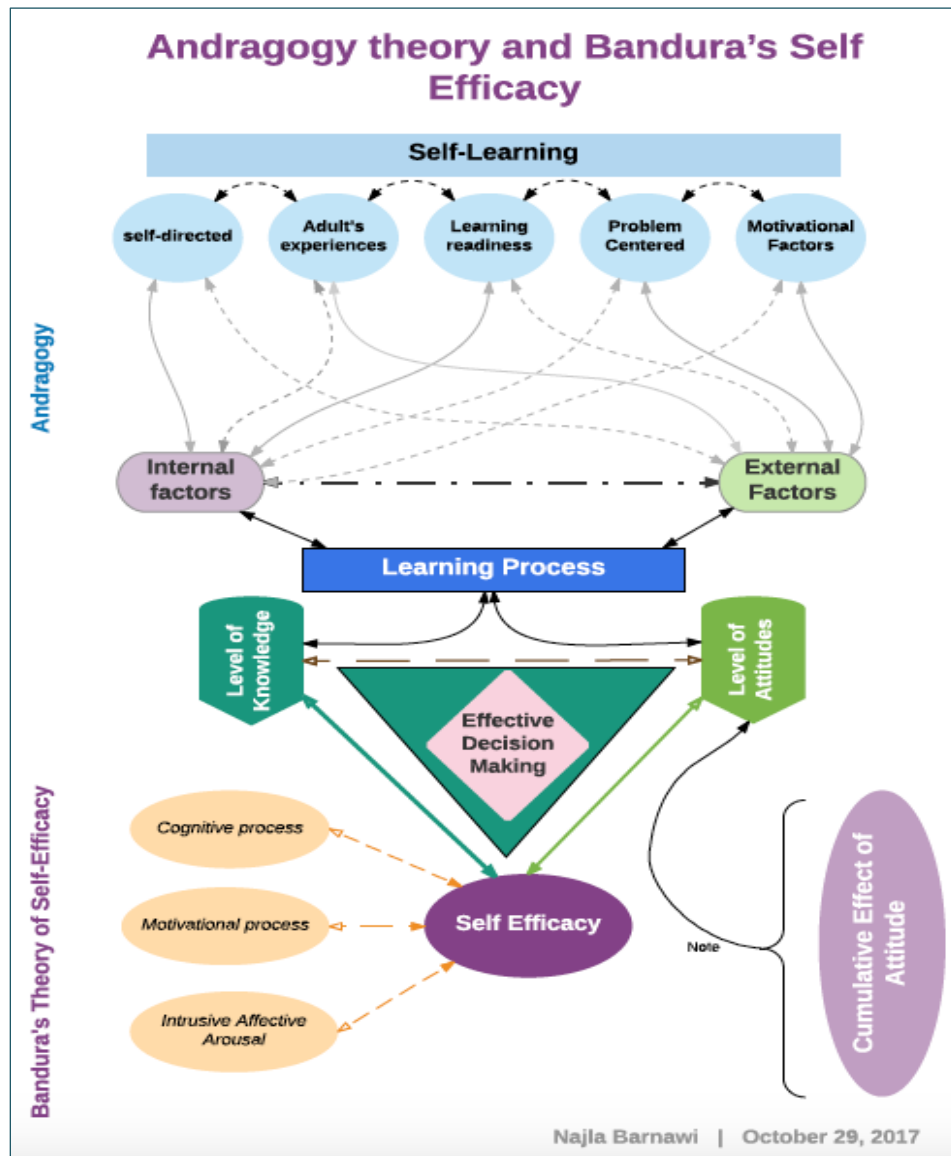 Andragogy theory and Bandura's Self
Efficacy
Self-Learning
self-directed
Adult's
experiences
Learning
readiness
Problem
Centered
Motivational
Factors
Andragogy
Internal
factors
External
Factors
Learning Process
Level of
Knowledge
Level of
Attitudes
Effective
Decision
Making
Bandura's Theory of Self-Efficacy
Cognitive process
Motivational process
Intrusive Affective
Arousal
Self Efficacy
Note
Cumulative Effect of
Attitude
Najla Barnawi | October 29, 2017